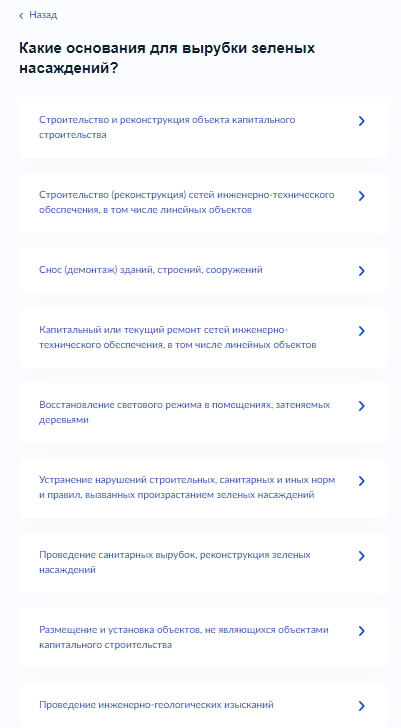 Назад
Какие основания для вырубки зеленых
насаждений?
Строительство и реконструкция объекта капитального
строительства
Строительство (реконструкция) сетей инженерно-технического
обеспечения, в том числе линейных объектов
Снос (демонтаж) зданий, строений, сооружений
Капитальный или текущий ремонт сетей инженерно-
технического обеспечения, в том числе линейных объектов
Восстановление светового режима в помещениях, затеняемых
деревьями
Устранение нарушений строительных, санитарных и иных норм
и правил, вызванных произрастанием зеленых насаждений
Проведение санитарных вырубок, реконструкция зеленых
насаждений
Размещение и установка объектов, не являющихся объектами
капитального строительства
Проведение инженерно-геологических изысканий